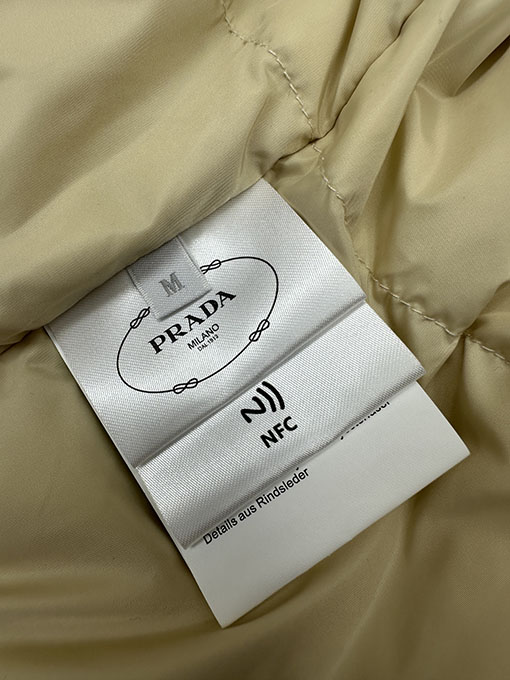 M
PRADA
MILANO
DAL 1913
NFC
Details aus Rindsleder